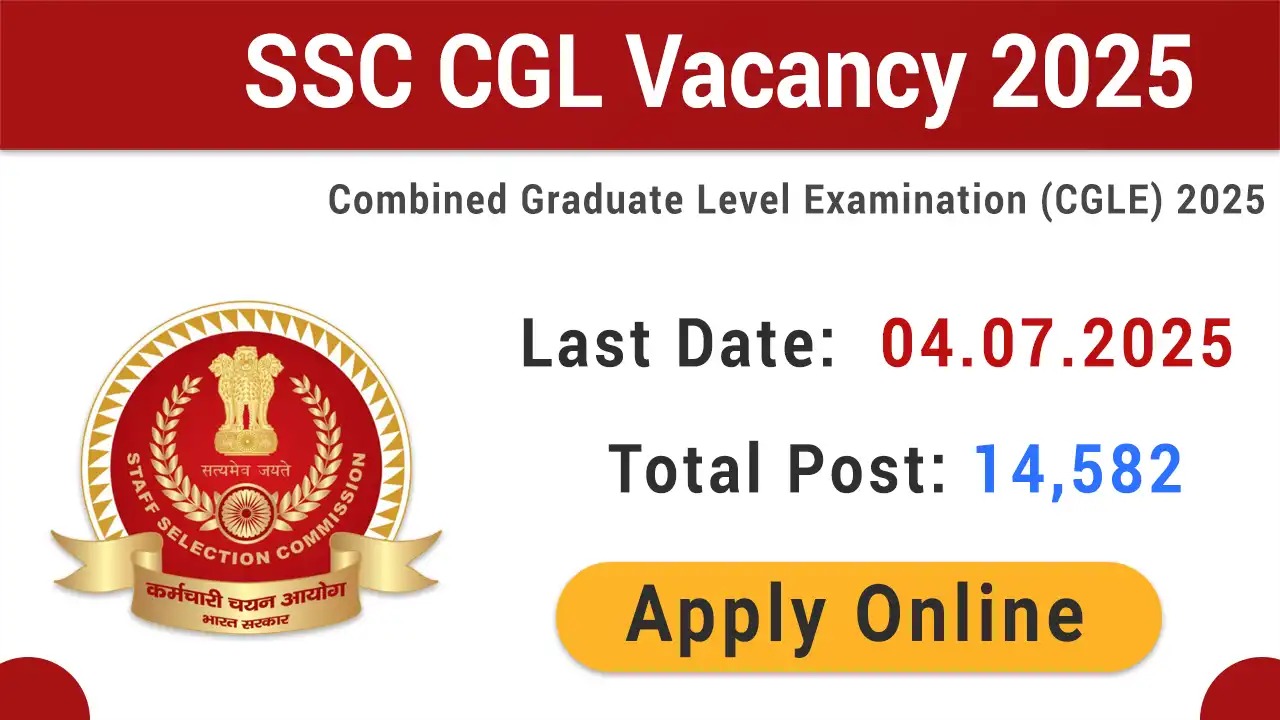 SSC CGL Vacancy 2025
Combined Graduate Level Examination (CGLE) 2025
Last Date: 04.07.2025
Total Post: 14,582
Apply Online
सत्यमेव जयते
STAFF SELECTION COMMISSION
कर्मचारी चयन आयोग
भारत सरकार